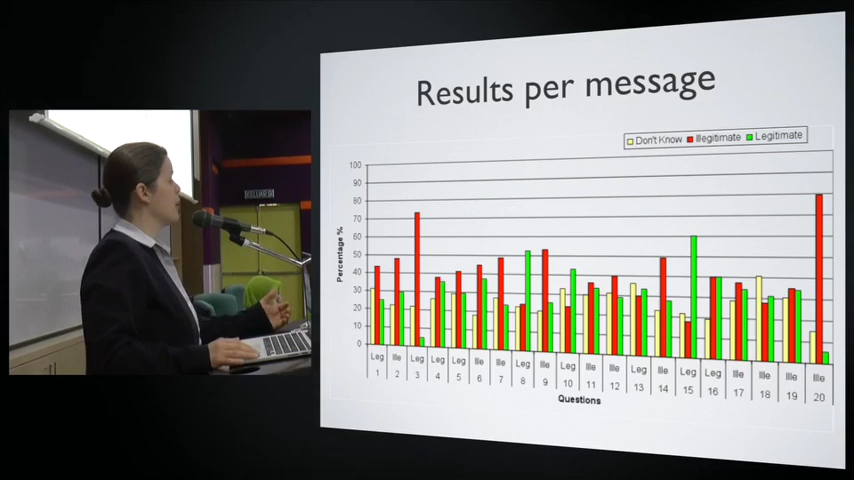 Results per message
Don't Know Illegitimate Legitimate
100
90
80
70
60
50
40
30
20
10
0
Percentage %
Leg Ille Leg Leg Leg Ille Ille Leg Ille Leg Ille Ille Leg Ille Leg Leg Ille Ille Ille Ille
1 2 3 4 5 6 7 8 9 10 11 12 13 14 15 16 17 18 19 20
Questions